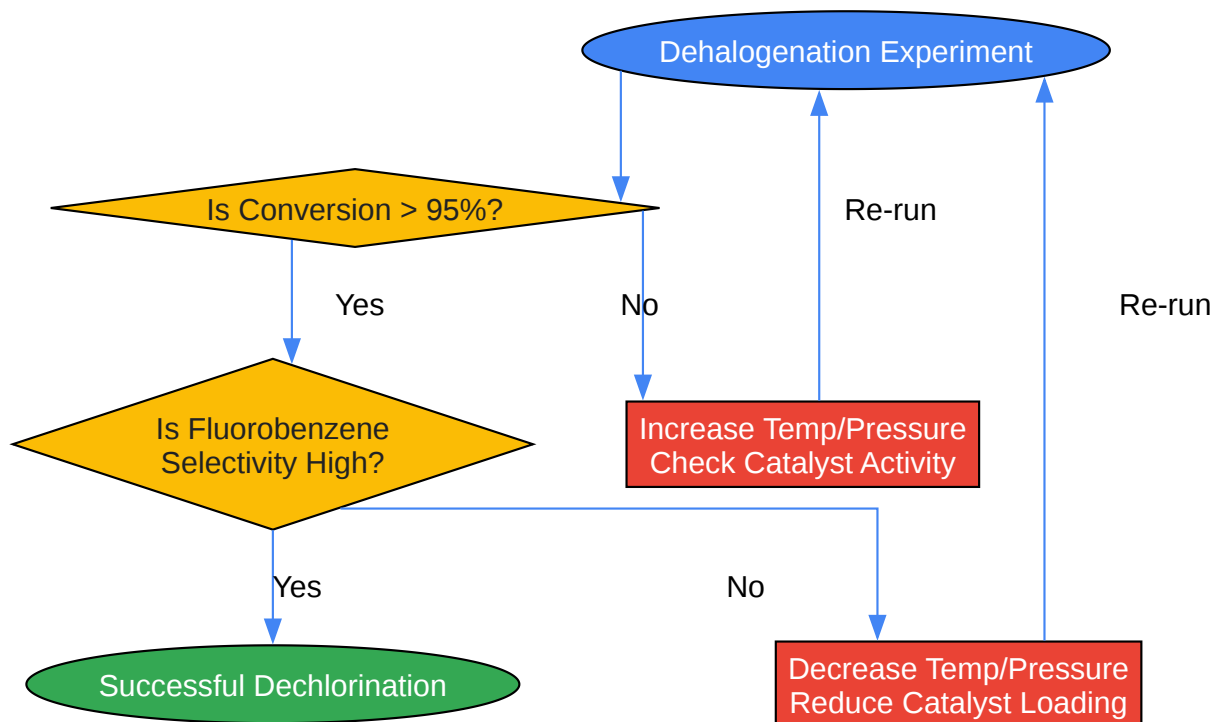 Dehalogenation Experiment
Is Conversion > 95%?
Re-run
Yes
No
Re-run
Is Fluorobenzene
Selectivity High?
Increase Temp/Pressure
Check Catalyst Activity
Yes
No
Successful Dechlorination
Decrease Temp/Pressure
Reduce Catalyst Loading